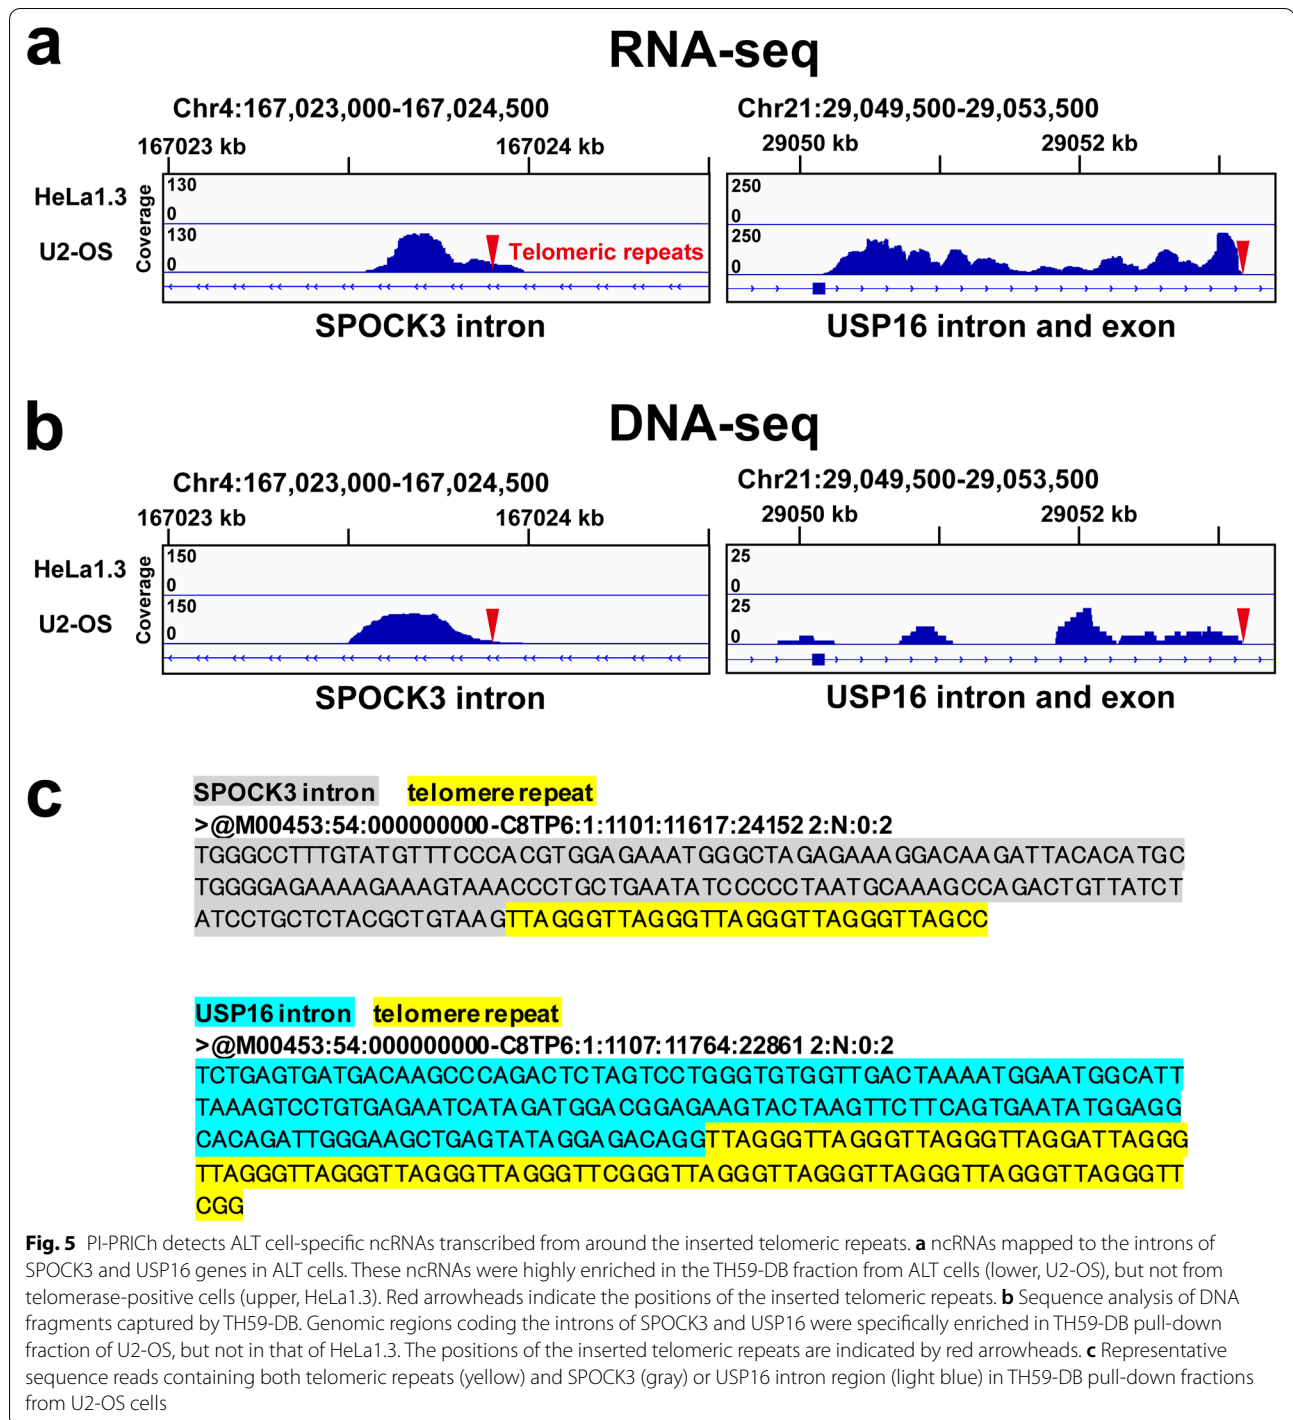 a
RNA-seq
Chr4:167,023,000-167,024,500
Chr21:29,049,500-29,053,500
167023 kb
167024 kb
29050 kb
29052 kb
HeLa1.3
U2-OS
Coverage
130
0
130
0
Telomeric repeats
250
0
250
0
SPOCK3 intron
USP16 intron and exon
b
DNA-seq
Chr4:167,023,000-167,024,500
Chr21:29,049,500-29,053,500
167023 kb
167024 kb
29050 kb
29052 kb
HeLa1.3
U2-OS
Coverage
150
0
150
0
25
0
25
0
SPOCK3 intron
USP16 intron and exon
c
SPOCK3 intron telomere repeat
>@M00453:54:000000000-C8TP6:1:1101:11617:24152 2:N:0:2
TGGGCCTTTGTATGTTTCCCACGTGGAGAAATGGGCTAGAGAAAGGACAAGATTACACATGC
TGGGGAGAAAAGAAAGTAAACCCTGCTGAATATCCCCCTAATGCAAAGCCAGACTGTTATCT
ATCCTGCTCTACGCTGTAAGTTAGGGTTAGGGTTAGGGTTAGGGTTAGCC
USP16 intron telomere repeat
>@M00453:54:000000000-C8TP6:1:1107:11764:22861 2:N:0:2
TCTGAGTGATGACAAGCCCAGACTCTAGTCCTGGGTGTGGTTGACTAAAATGGAATGGCATT
TAAAGTCCTGTGAGAATCATAGATGGACGGAGAAGTACTAAGTTCTTCAGTGAATATGGAGG
CACAGATTGGGAAGCTGAGTATAGGAGACAGGTTAGGGTTAGGGTTAGGGTTAGGATTAGGG
TTAGGGTTAGGGTTAGGGTTAGGGTTCGGGTTAGGGTTAGGGTTAGGGTTAGGGTTAGGGTT
CGG
Fig. 5 PI-PRICh detects ALT cell-specific ncRNAs transcribed from around the inserted telomeric repeats. a ncRNAs mapped to the introns of
SPOCK3 and USP16 genes in ALT cells. These ncRNAs were highly enriched in the TH59-DB fraction from ALT cells (lower, U2-OS), but not from
telomerase-positive cells (upper, HeLa1.3). Red arrowheads indicate the positions of the inserted telomeric repeats. b Sequence analysis of DNA
fragments captured by TH59-DB. Genomic regions coding the introns of SPOCK3 and USP16 were specifically enriched in TH59-DB pull-down
fraction of U2-OS, but not in that of HeLa1.3. The positions of the inserted telomeric repeats are indicated by red arrowheads. c Representative
sequence reads containing both telomeric repeats (yellow) and SPOCK3 (gray) or USP16 intron region (light blue) in TH59-DB pull-down fractions
from U2-OS cells